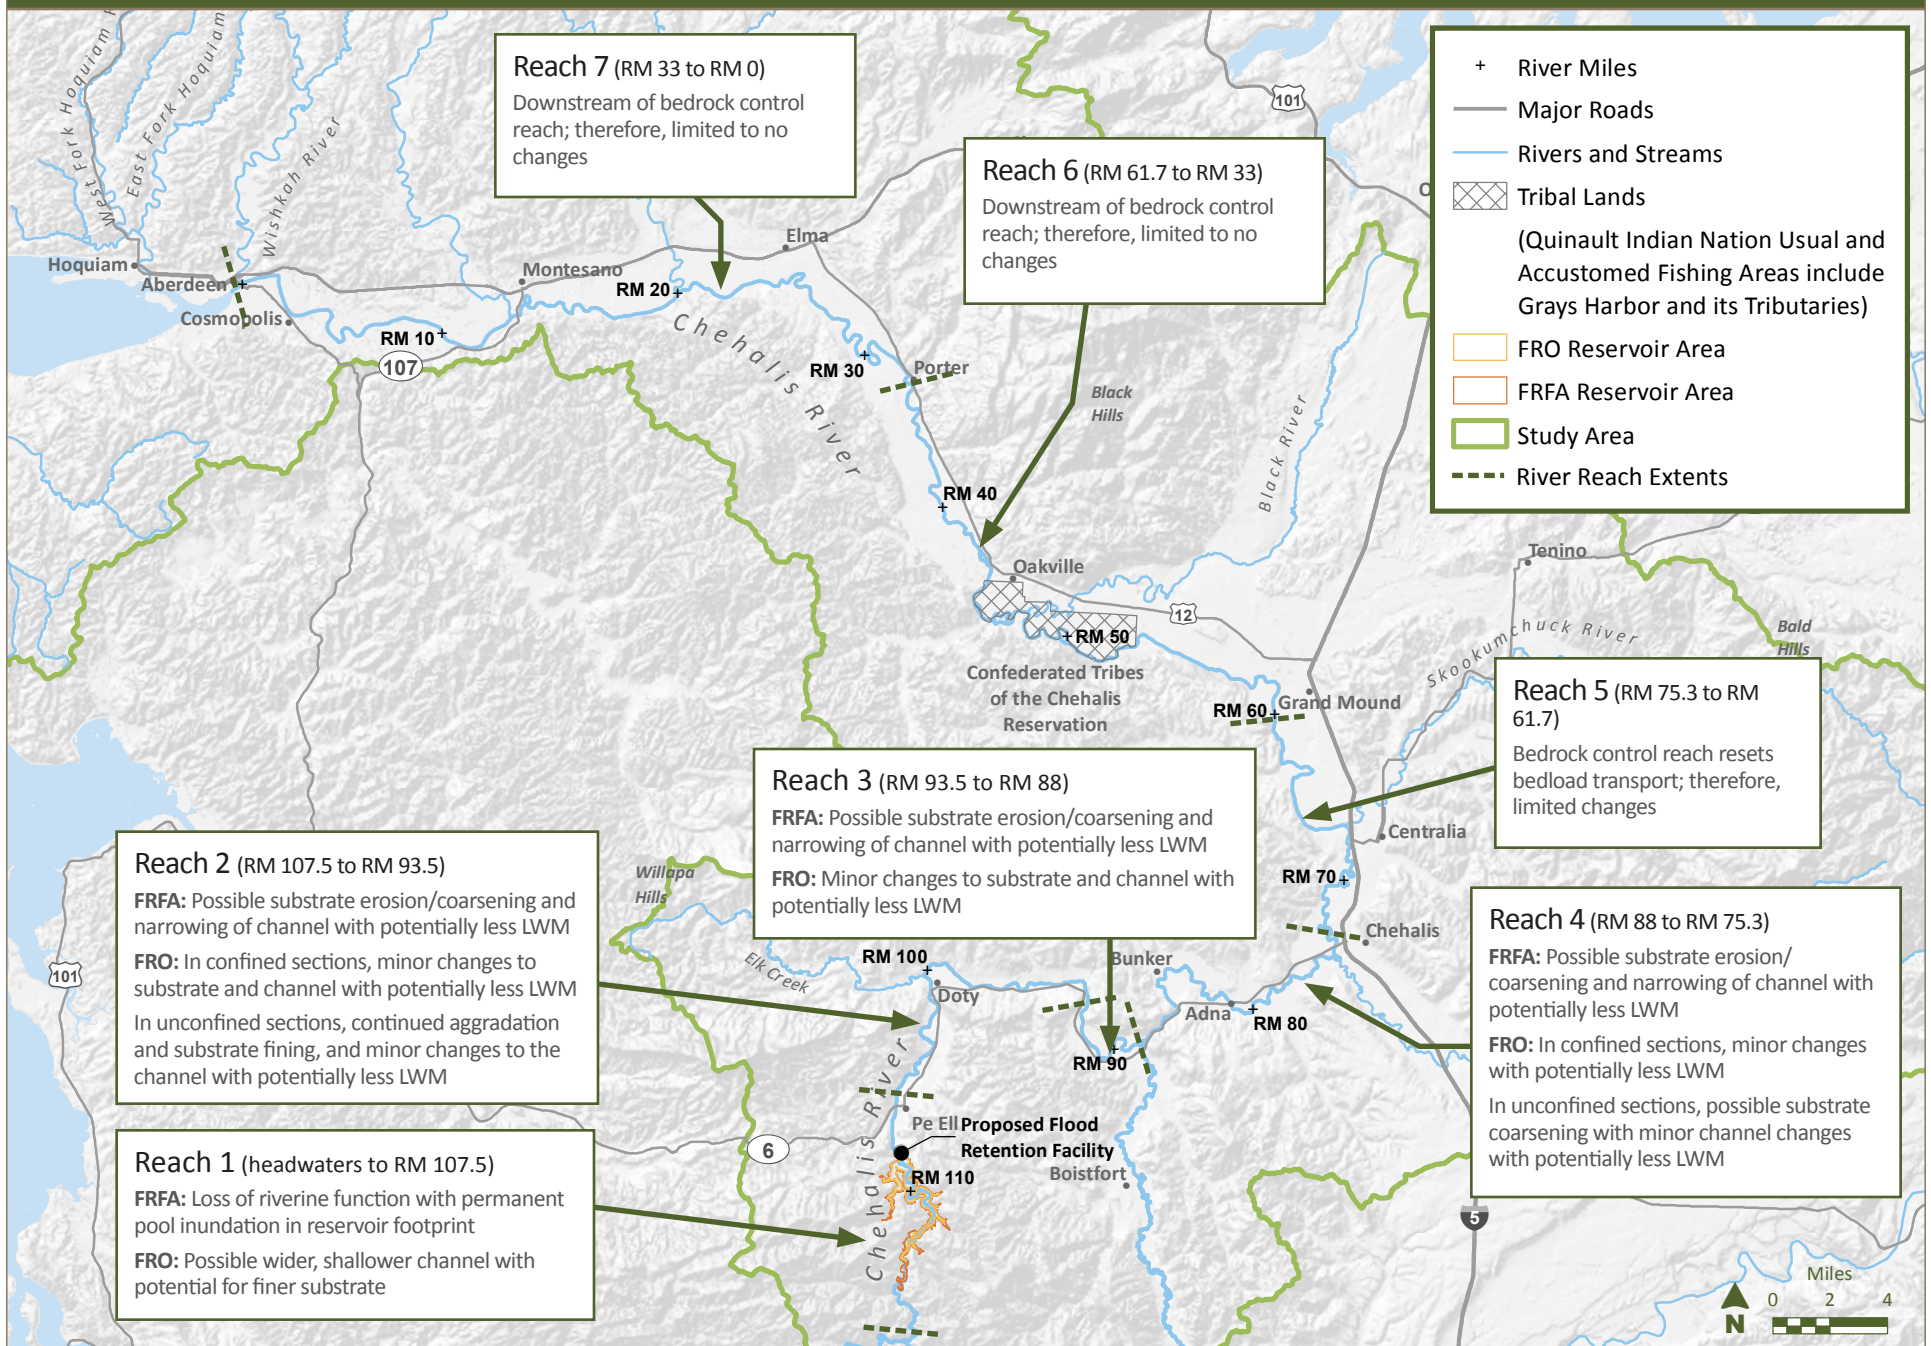 West Fork Hoquiam
East Fork Hoquiam
Wishkah River
Reach 7 (RM 33 to RM 0)
Downstream of bedrock control
reach; therefore, limited to no
changes
101
Reach 6 (RM 61.7 to RM 33)
Downstream of bedrock control
reach; therefore, limited to no
changes
+ River Miles
Major Roads
Rivers and Streams
Tribal Lands
(Quinault Indian Nation Usual and
Accustomed Fishing Areas include
Grays Harbor and its Tributaries)
FRO Reservoir Area
FRFA Reservoir Area
Study Area
River Reach Extents
Hoquiam
Aberdeen
Cosmopolis
Montesano
Elma
RM 20
RM 10
107
Chehalis River
RM 30
Porter
Black
Hills
Black River
RM 40
Oakville
Tenino
12
RM 50
Confederated Tribes
of the Chehalis
Reservation
Skookumchuck River
Bald
Hills
RM 60
Grand Mound
Reach 5 (RM 75.3 to RM
61.7)
Bedrock control reach resets
bedload transport; therefore,
limited changes
Centralia
RM 70
Chehalis
Reach 3 (RM 93.5 to RM 88)
FRFA: Possible substrate erosion/coarsening and
narrowing of channel with potentially less LWM
FRO: Minor changes to substrate and channel with
potentially less LWM
Reach 2 (RM 107.5 to RM 93.5)
FRFA: Possible substrate erosion/coarsening and
narrowing of channel with potentially less LWM
FRO: In confined sections, minor changes to
substrate and channel with potentially less LWM
In unconfined sections, continued aggradation
and substrate fining, and minor changes to the
channel with potentially less LWM
Willapa
Hills
101
Elk Creek
RM 100
Doty
Bunker
Adna
RM 80
RM 90
Reach 4 (RM 88 to RM 75.3)
FRFA: Possible substrate erosion/
coarsening and narrowing of channel with
potentially less LWM
FRO: In confined sections, minor changes
with potentially less LWM
In unconfined sections, possible substrate
coarsening with minor channel changes
with potentially less LWM
Chehalis River
Pe Ell
Proposed Flood
Retention Facility
6
RM 110
Boistfort
Reach 1 (headwaters to RM 107.5)
FRFA: Loss of riverine function with permanent
pool inundation in reservoir footprint
FRO: Possible wider, shallower channel with
potential for finer substrate
5
Miles
0 2 4
N